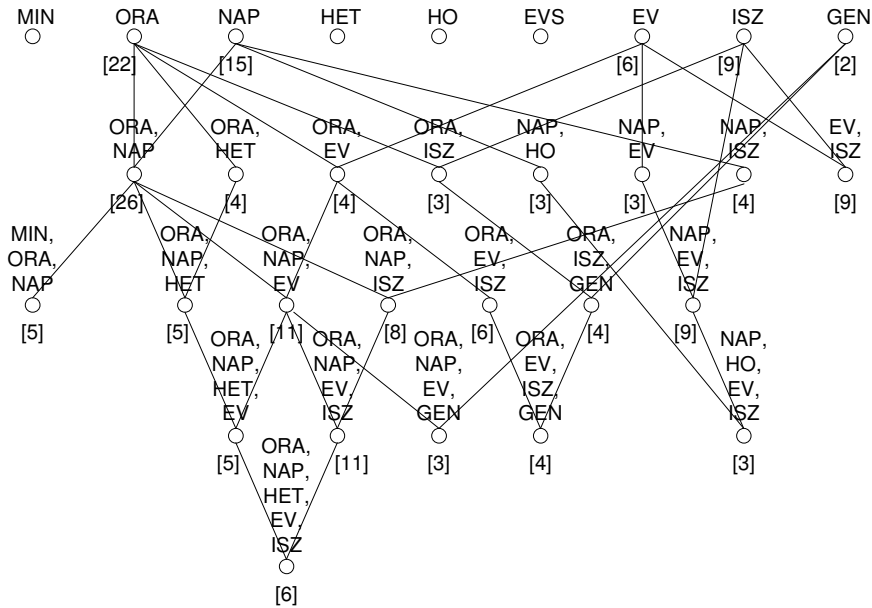 MIN ORA NAP HET HO EVS EV ISZ GEN
[22] [15] [6] [9] [2]
ORA, ORA, ORA, ORA, NAP, NAP, NAP, EV,
NAP HET EV ISZ HO EV ISZ ISZ
[26] [4] [4] [3] [3] [3] [4] [9]
MIN, ORA, ORA, ORA, ORA, ORA, NAP,
ORA, NAP, NAP, NAP, EV, ISZ, EV,
NAP HET EV ISZ ISZ GEN ISZ
[5] [5] [11] [8] [6] [4] [9]
ORA, ORA, ORA, ORA, NAP,
NAP, NAP, NAP, EV, HO,
HET, EV, EV, ISZ, EV,
EV ISZ GEN GEN ISZ
[5] [11] [3] [4] [3]
ORA,
NAP,
HET,
EV,
ISZ
[6]